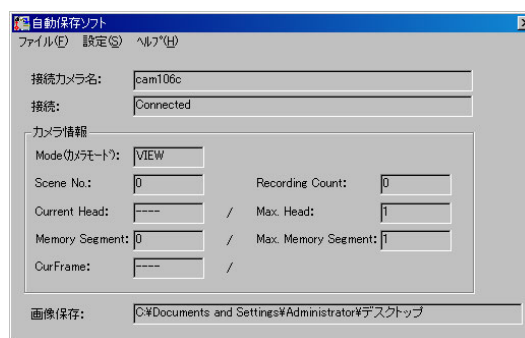 自動保存ソフト
ファイル(F) 設定(S) ﾍﾙﾌﾟ(H)
接続カメラ名: cam106c
接続: Connected
カメラ情報
Mode(ｶﾒﾗﾓｰﾄﾞ): VIEW
Scene No.: 0 Recording Count: 0
Current Head: ---- / Max. Head: 1
Memory Segment: 0 / Max. Memory Segment: 1
CurFrame: ---- /
画像保存: C:¥Documents and Settings¥Administrator¥デスクトップ